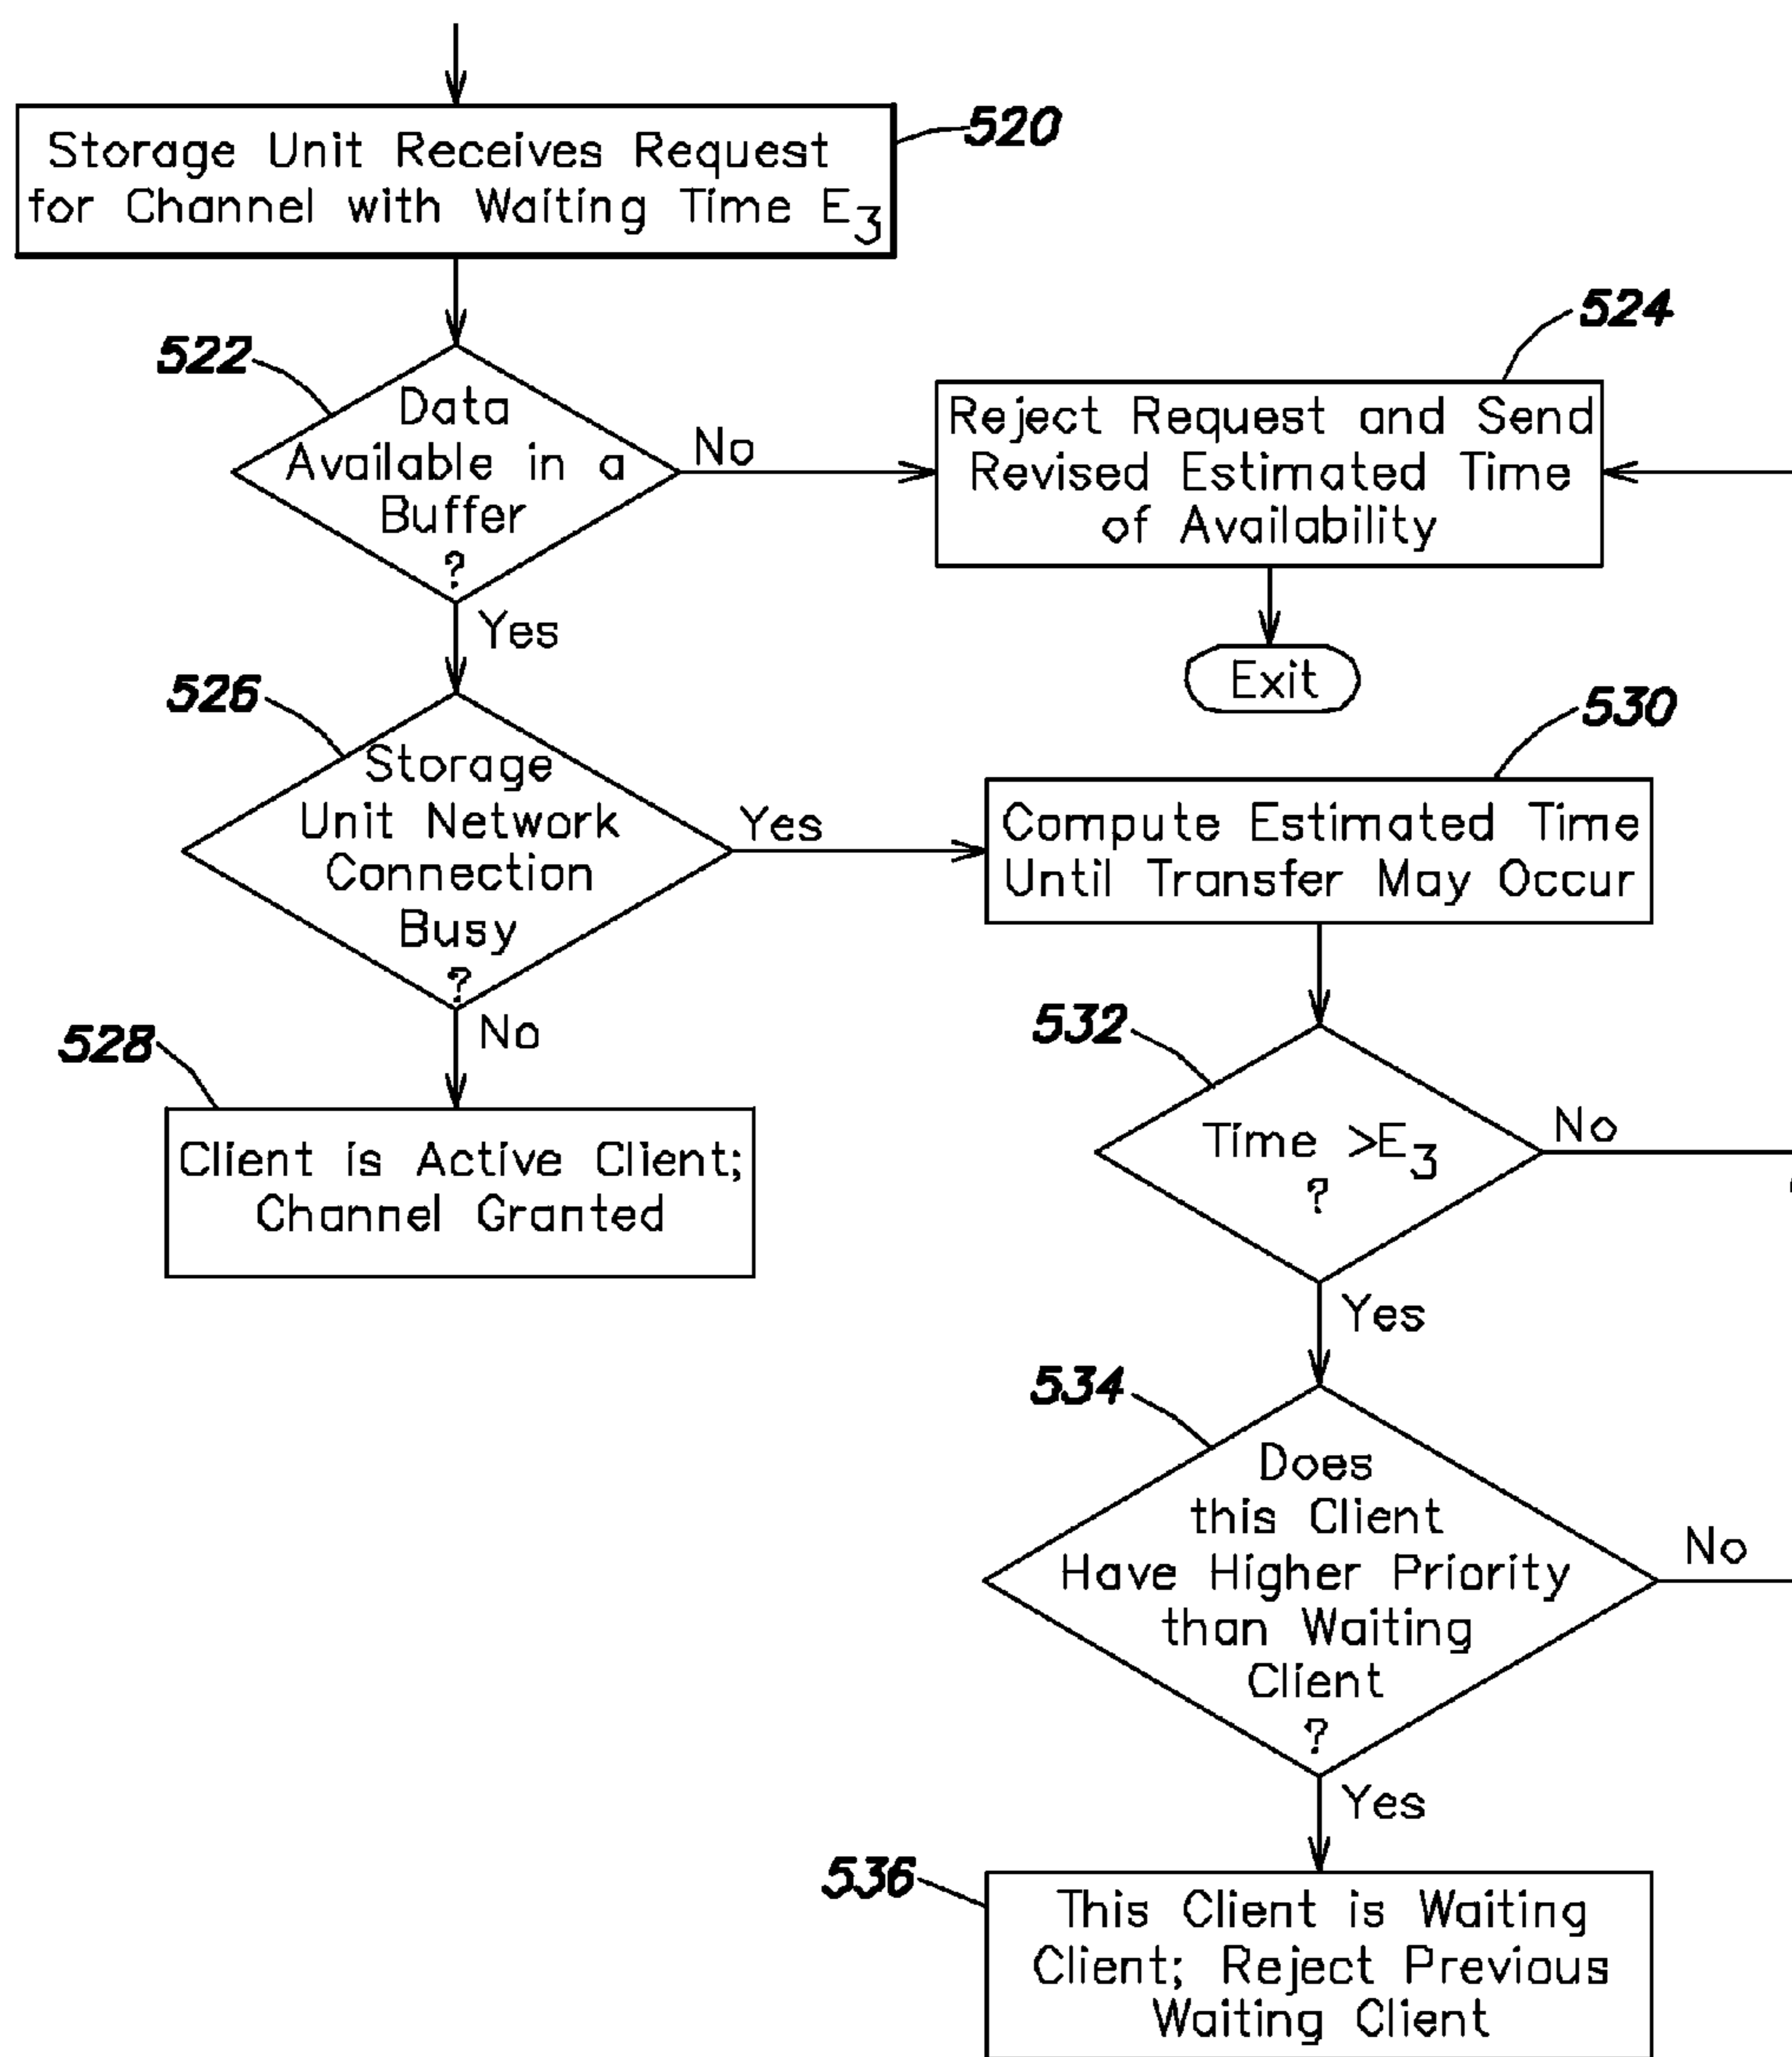 Storage Unit Receives Request
for Channel with Waiting Time E3
520
522
Data
Available in a
Buffer
?
No
Yes
524
Reject Request and Send
Revised Estimated Time
of Availability
Exit
526
Storage
Unit Network
Connection
Busy
?
Yes
No
528
Client is Active Client;
Channel Granted
530
Compute Estimated Time
Until Transfer May Occur
532
Time >E3
?
No
Yes
534
Does
this Client
Have Higher Priority
than Waiting
Client
?
No
Yes
536
This Client is Waiting
Client; Reject Previous
Waiting Client